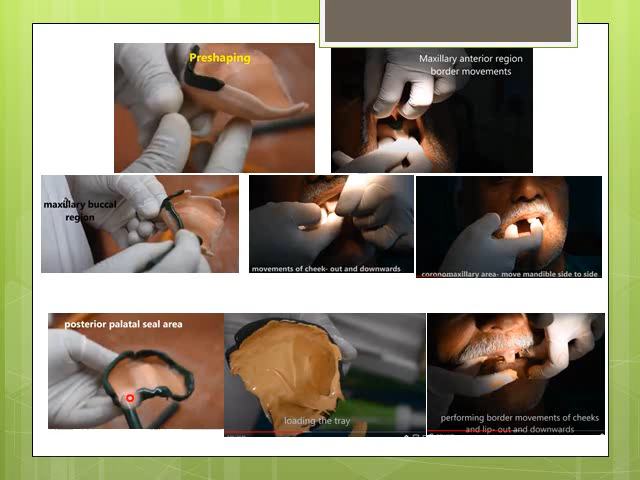 Preshaping
Maxillary anterior region
border movements
maxillary buccal
region
movements of cheek- out and downwards
coronomaxillary area- move mandible side to side
posterior palatal seal area
loading the tray
performing border movements of cheeks
and lip- out and downwards